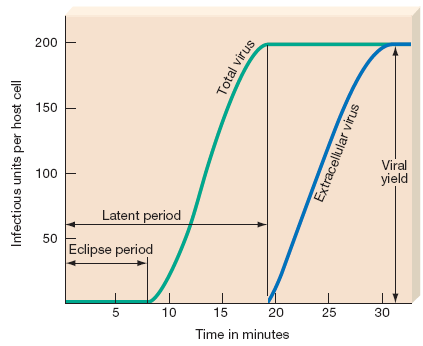 Infectious units per host cell
200
150
100
50
Total virus
Extracellular virus
Viral
yield
Latent period
Eclipse period
5
10
15
20
25
30
Time in minutes